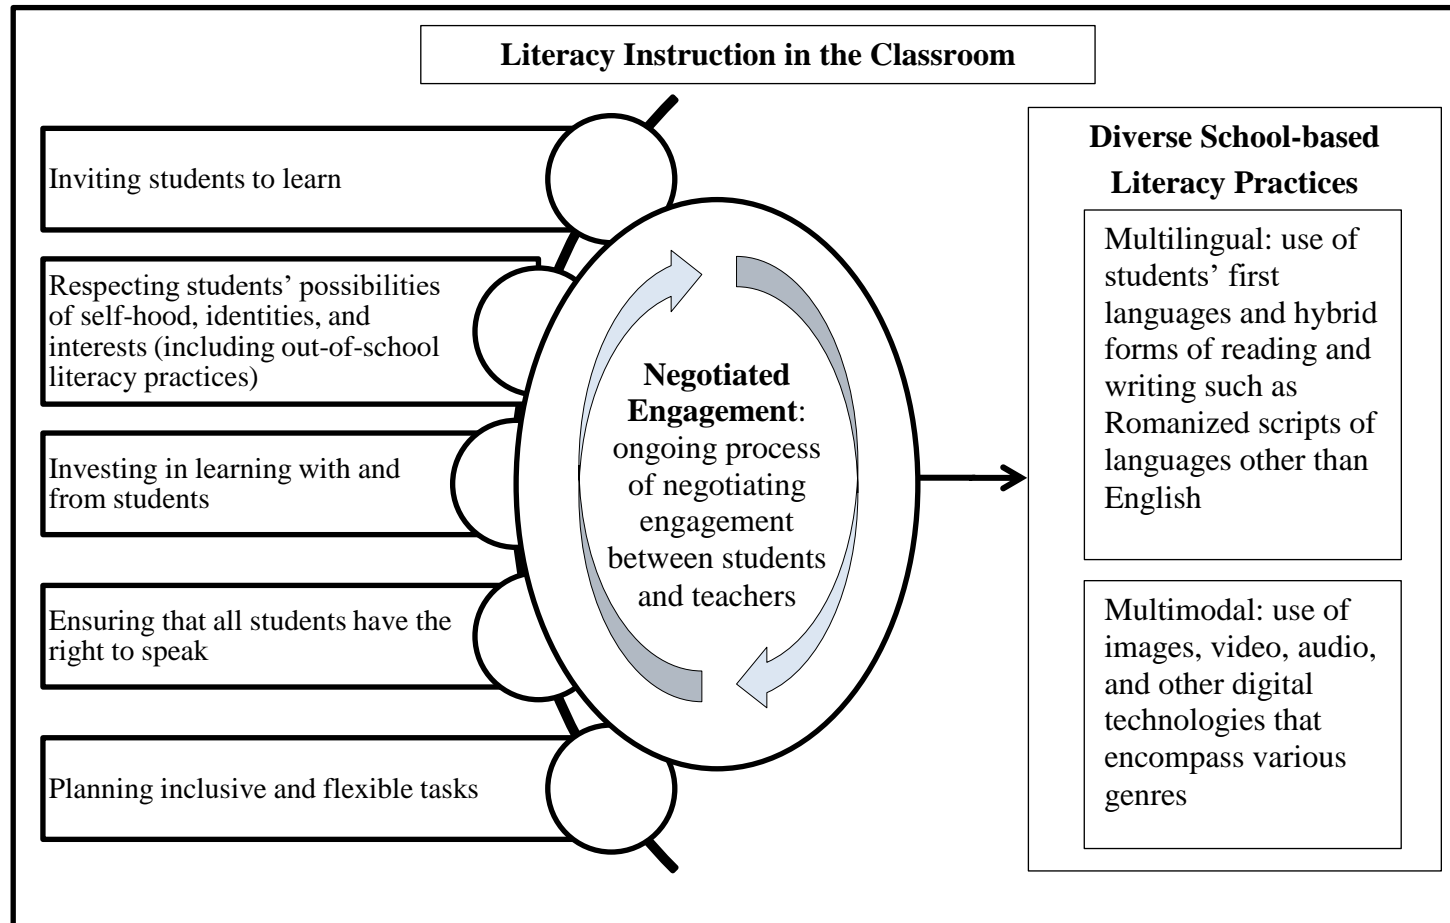 Literacy Instruction in the Classroom
Inviting students to learn
Respecting students’ possibilities
of self-hood, identities, and
interests (including out-of-school
literacy practices)
Investing in learning with and
from students
Ensuring that all students have the
right to speak
Planning inclusive and flexible tasks
Negotiated
Engagement:
ongoing process
of negotiating
engagement
between students
and teachers
Diverse School-based
Literacy Practices
Multilingual: use of
students’ first
languages and hybrid
forms of reading and
writing such as
Romanized scripts of
languages other than
English
Multimodal: use of
images, video, audio,
and other digital
technologies that
encompass various
genres